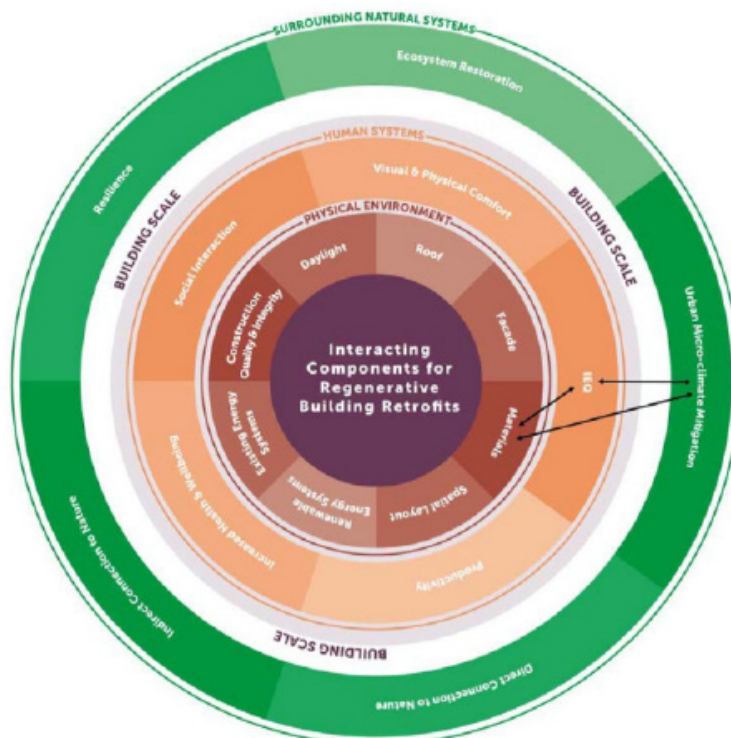 SURROUNDING NATURAL SYSTEMS
Ecosystem Restoration
Urban Micro-climate Mitigation
Direct Connection to Nature
Indirect Connection to Nature
Resilience
BUILDING SCALE
BUILDING SCALE
BUILDING SCALE
HUMAN SYSTEMS
Visual & Physical Comfort
IEQ
Productivity
Increased Health & Wellbeing
Social Interaction
PHYSICAL ENVIRONMENT
Daylight
Roof
Facade
Materials
Spatial Layout
Renewable
Energy Systems
Existing Energy
Systems
Construction
Quality & Integrity
Interacting
Components for
Regenerative
Building Retrofits